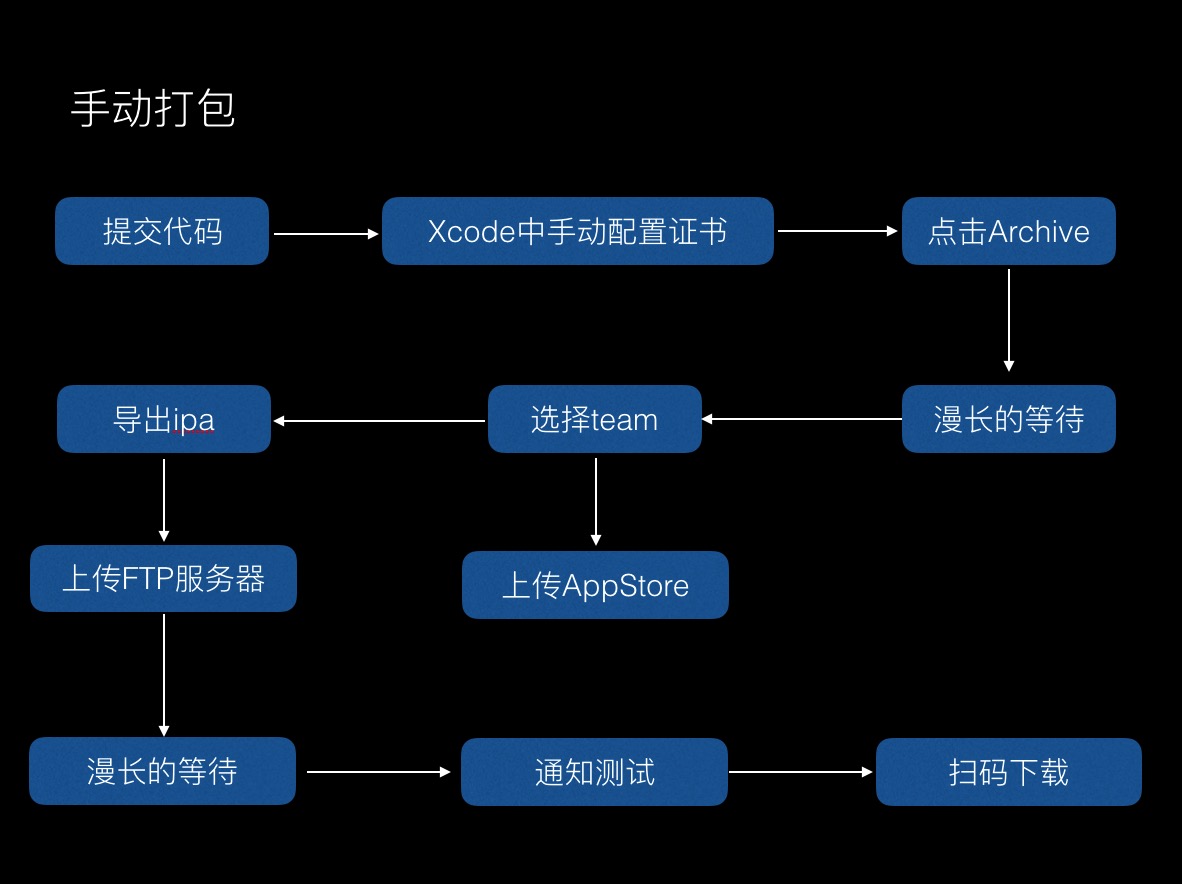 手动打包
提交代码
Xcode中手动配置证书
点击Archive
漫长的等待
选择team
导出ipa
上传FTP服务器
上传AppStore
漫长的等待
通知测试
扫码下载